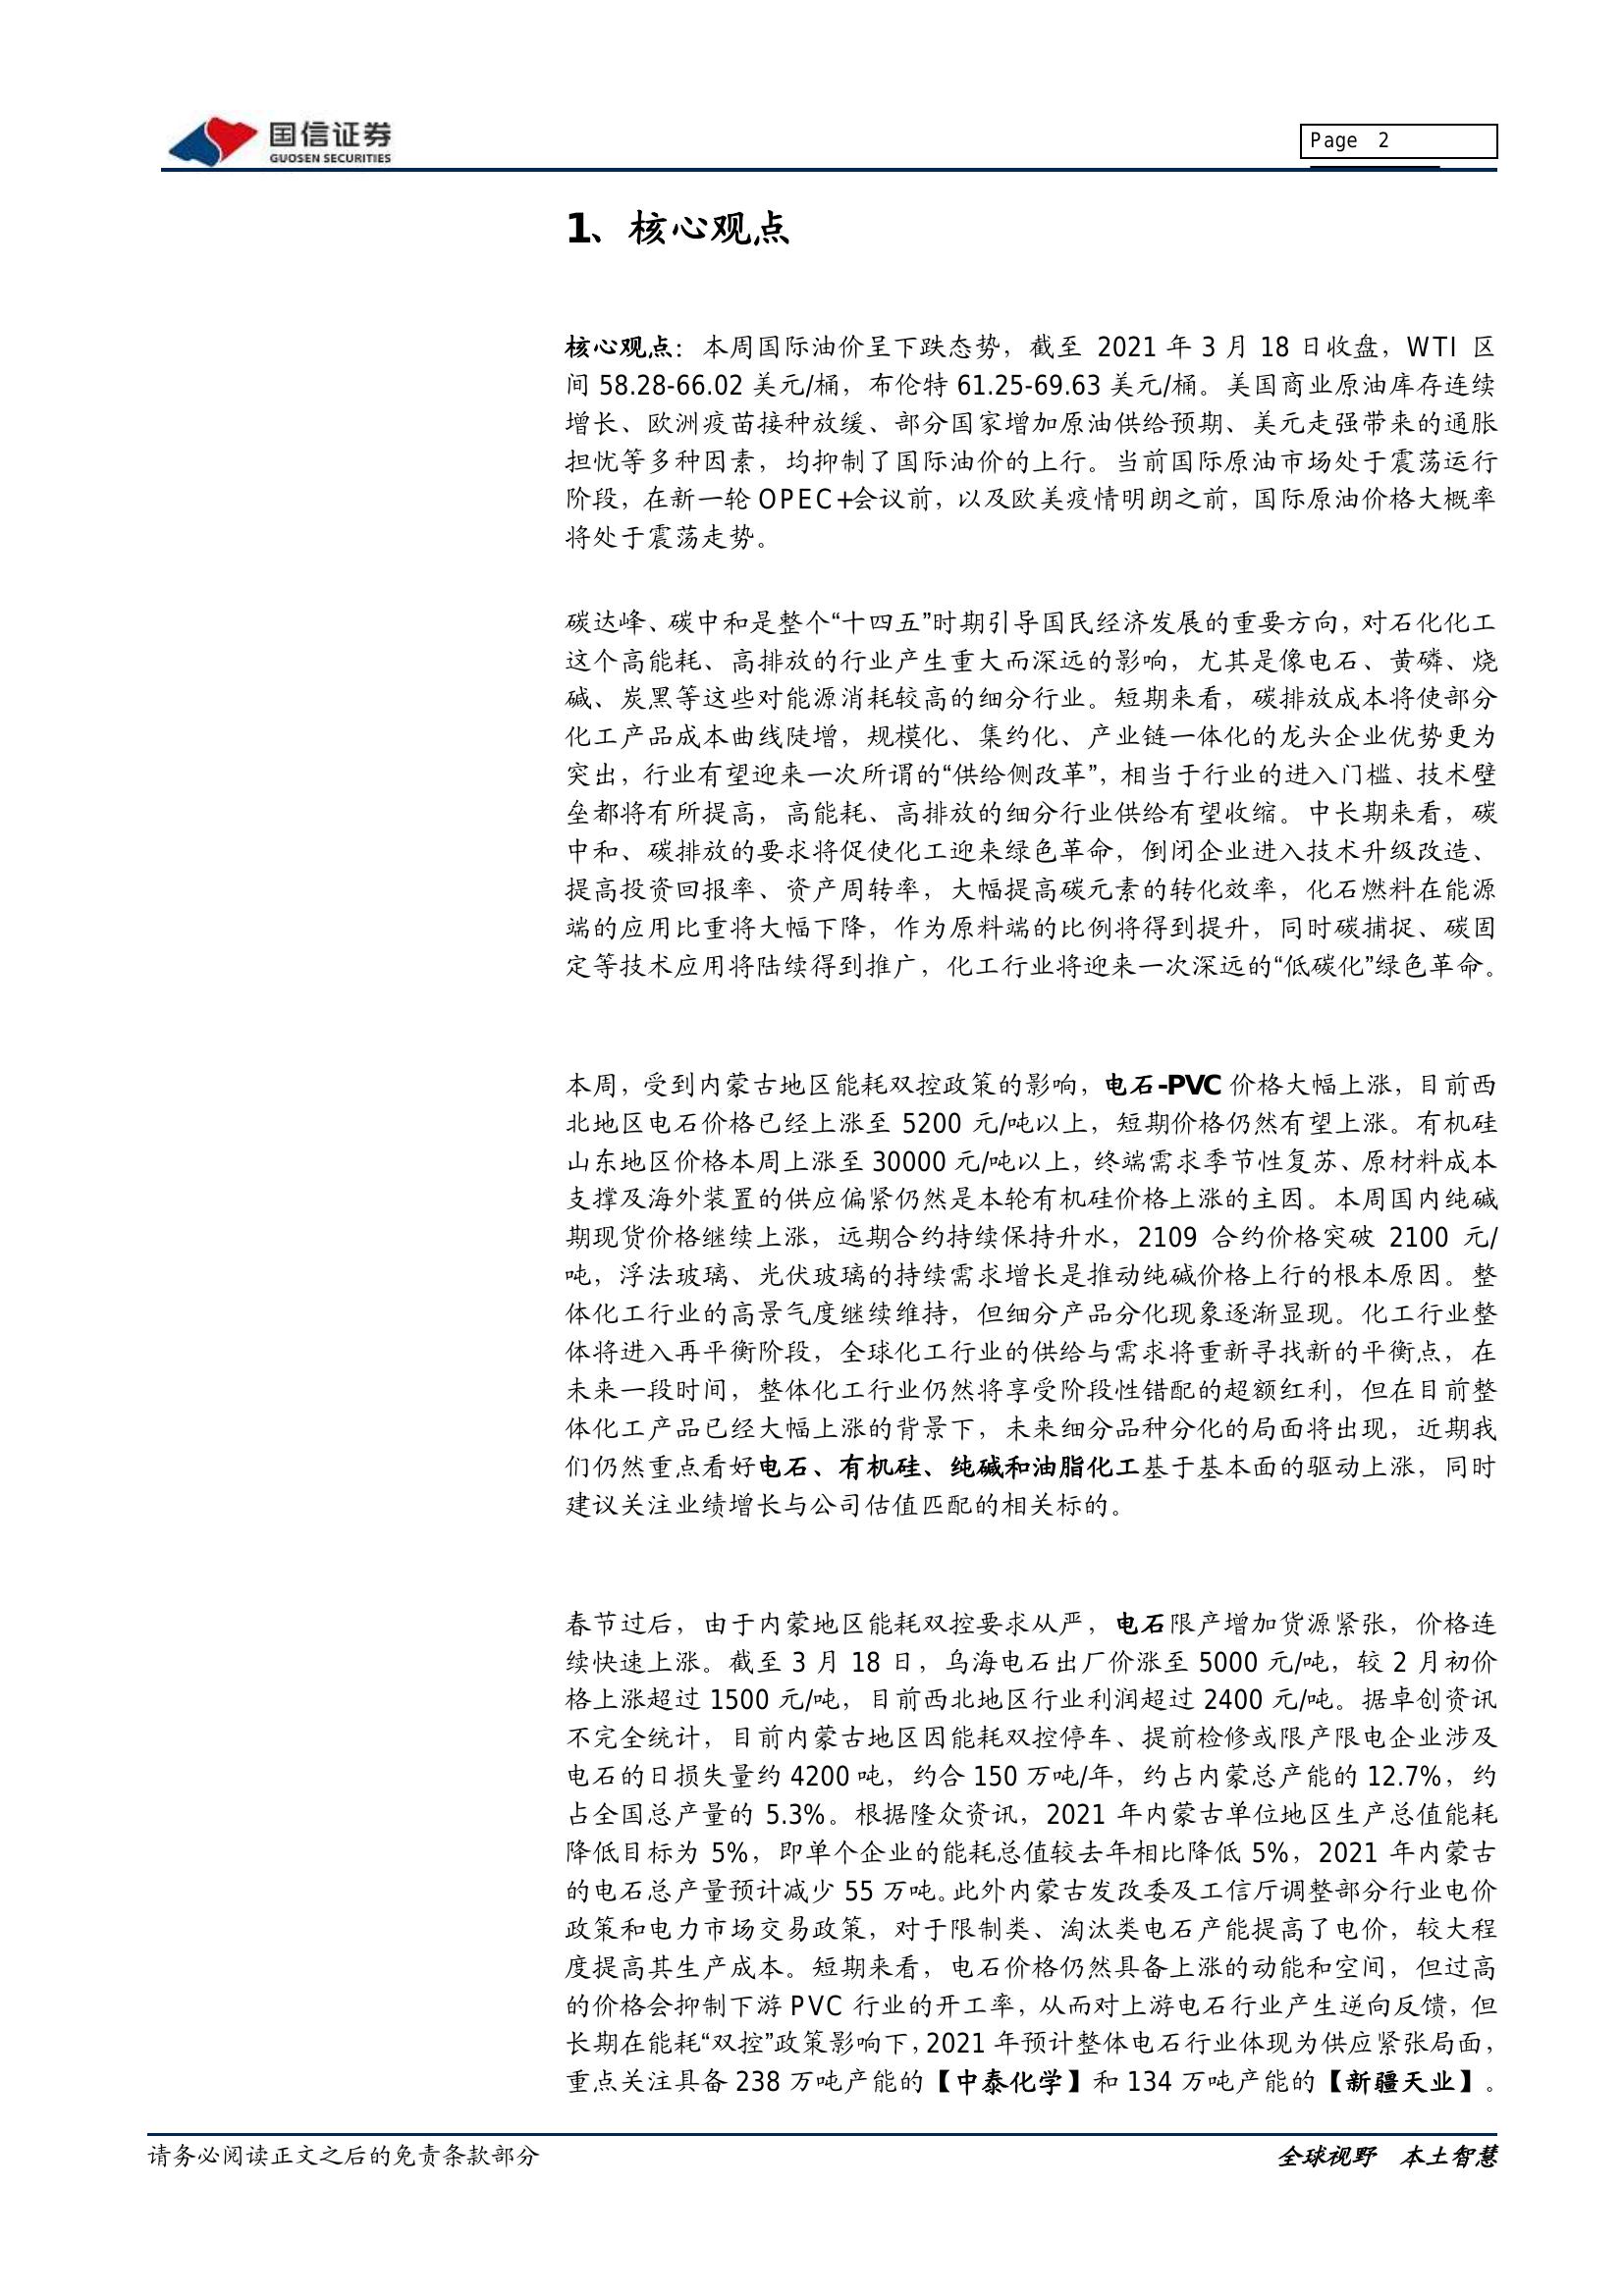 国信证券
GUOSEN SECURITIES
Page 2
1、核心观点
核心观点：本周国际油价呈下跌态势，截至 2021 年 3 月 18 日收盘，WTI 区
间 58.28-66.02 美元/桶，布伦特 61.25-69.63 美元/桶。美国商业原油库存连续
增长、欧洲疫苗接种放缓、部分国家增加原油供给预期、美元走强带来的通胀
担忧等多种因素，均抑制了国际油价的上行。当前国际原油市场处于震荡运行
阶段，在新一轮 OPEC+会议前，以及欧美疫情明朗之前，国际原油价格大概率
将处于震荡走势。
碳达峰、碳中和是整个“十四五”时期引导国民经济发展的重要方向，对石化化工
这个高能耗、高排放的行业产生重大而深远的影响，尤其是像电石、黄磷、烧
碱、炭黑等这些对能源消耗较高的细分行业。短期来看，碳排放成本将使部分
化工产品成本曲线陡增，规模化、集约化、产业链一体化的龙头企业优势更为
突出，行业有望迎来一次所谓的“供给侧改革”，相当于行业的进入门槛、技术壁
垒都将有所提高，高能耗、高排放的细分行业供给有望收缩。中长期来看，碳
中和、碳排放的要求将促使化工迎来绿色革命，倒闭企业进入技术升级改造、
提高投资回报率、资产周转率，大幅提高碳元素的转化效率，化石燃料在能源
端的应用比重将大幅下降，作为原料端的比例将得到提升，同时碳捕捉、碳固
定等技术应用将陆续得到推广，化工行业将迎来一次深远的“低碳化”绿色革命。
本周，受到内蒙古地区能耗双控政策的影响，电石-PVC 价格大幅上涨，目前西
北地区电石价格已经上涨至 5200 元/吨以上，短期价格仍然有望上涨。有机硅
山东地区价格本周上涨至 30000 元/吨以上，终端需求季节性复苏、原材料成本
支撑及海外装置的供应偏紧仍然是本轮有机硅价格上涨的主因。本周国内纯碱
期现货价格继续上涨，远期合约持续保持升水，2109 合约价格突破 2100 元/
吨，浮法玻璃、光伏玻璃的持续需求增长是推动纯碱价格上行的根本原因。整
体化工行业的高景气度继续维持，但细分产品分化现象逐渐显现。化工行业整
体将进入再平衡阶段，全球化工行业的供给与需求将重新寻找新的平衡点，在
未来一段时间，整体化工行业仍然将享受阶段性错配的超额红利，但在目前整
体化工产品已经大幅上涨的背景下，未来细分品种分化的局面将出现，近期我
们仍然重点看好电石、有机硅、纯碱和油脂化工基于基本面的驱动上涨，同时
建议关注业绩增长与公司估值匹配的相关标的。
春节过后，由于内蒙地区能耗双控要求从严，电石限产增加货源紧张，价格连
续快速上涨。截至 3 月 18 日，乌海电石出厂价涨至 5000 元/吨，较 2 月初价
格上涨超过 1500 元/吨，目前西北地区行业利润超过 2400 元/吨。据卓创资讯
不完全统计，目前内蒙古地区因能耗双控停车、提前检修或限产限电企业涉及
电石的日损失量约 4200 吨，约合 150 万吨/年，约占内蒙总产能的 12.7%，约
占全国总产量的 5.3%。根据隆众资讯，2021 年内蒙古单位地区生产总值能耗
降低目标为 5%，即单个企业的能耗总值较去年相比降低 5%，2021 年内蒙古
的电石总产量预计减少 55 万吨。此外内蒙古发改委及工信厅调整部分行业电价
政策和电力市场交易政策，对于限制类、淘汰类电石产能提高了电价，较大程
度提高其生产成本。短期来看，电石价格仍然具备上涨的动能和空间，但过高
的价格会抑制下游 PVC 行业的开工率，从而对上游电石行业产生逆向反馈，但
长期在能耗“双控”政策影响下，2021 年预计整体电石行业体现为供应紧张局面，
重点关注具备 238 万吨产能的【中泰化学】和 134 万吨产能的【新疆天业】。
请务必阅读正文之后的免责条款部分
全球视野 本土智慧